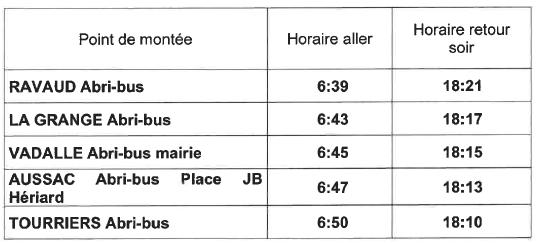 Point de montée Horaire aller Horaire retour soir
RAVAUD Abri-bus 6:39 18:21
LA GRANGE Abri-bus 6:43 18:17
VADALLE Abri-bus mairie 6:45 18:15
AUSSAC Abri-bus Place JB Hériard 6:47 18:13
TOURRIERS Abri-bus 6:50 18:10